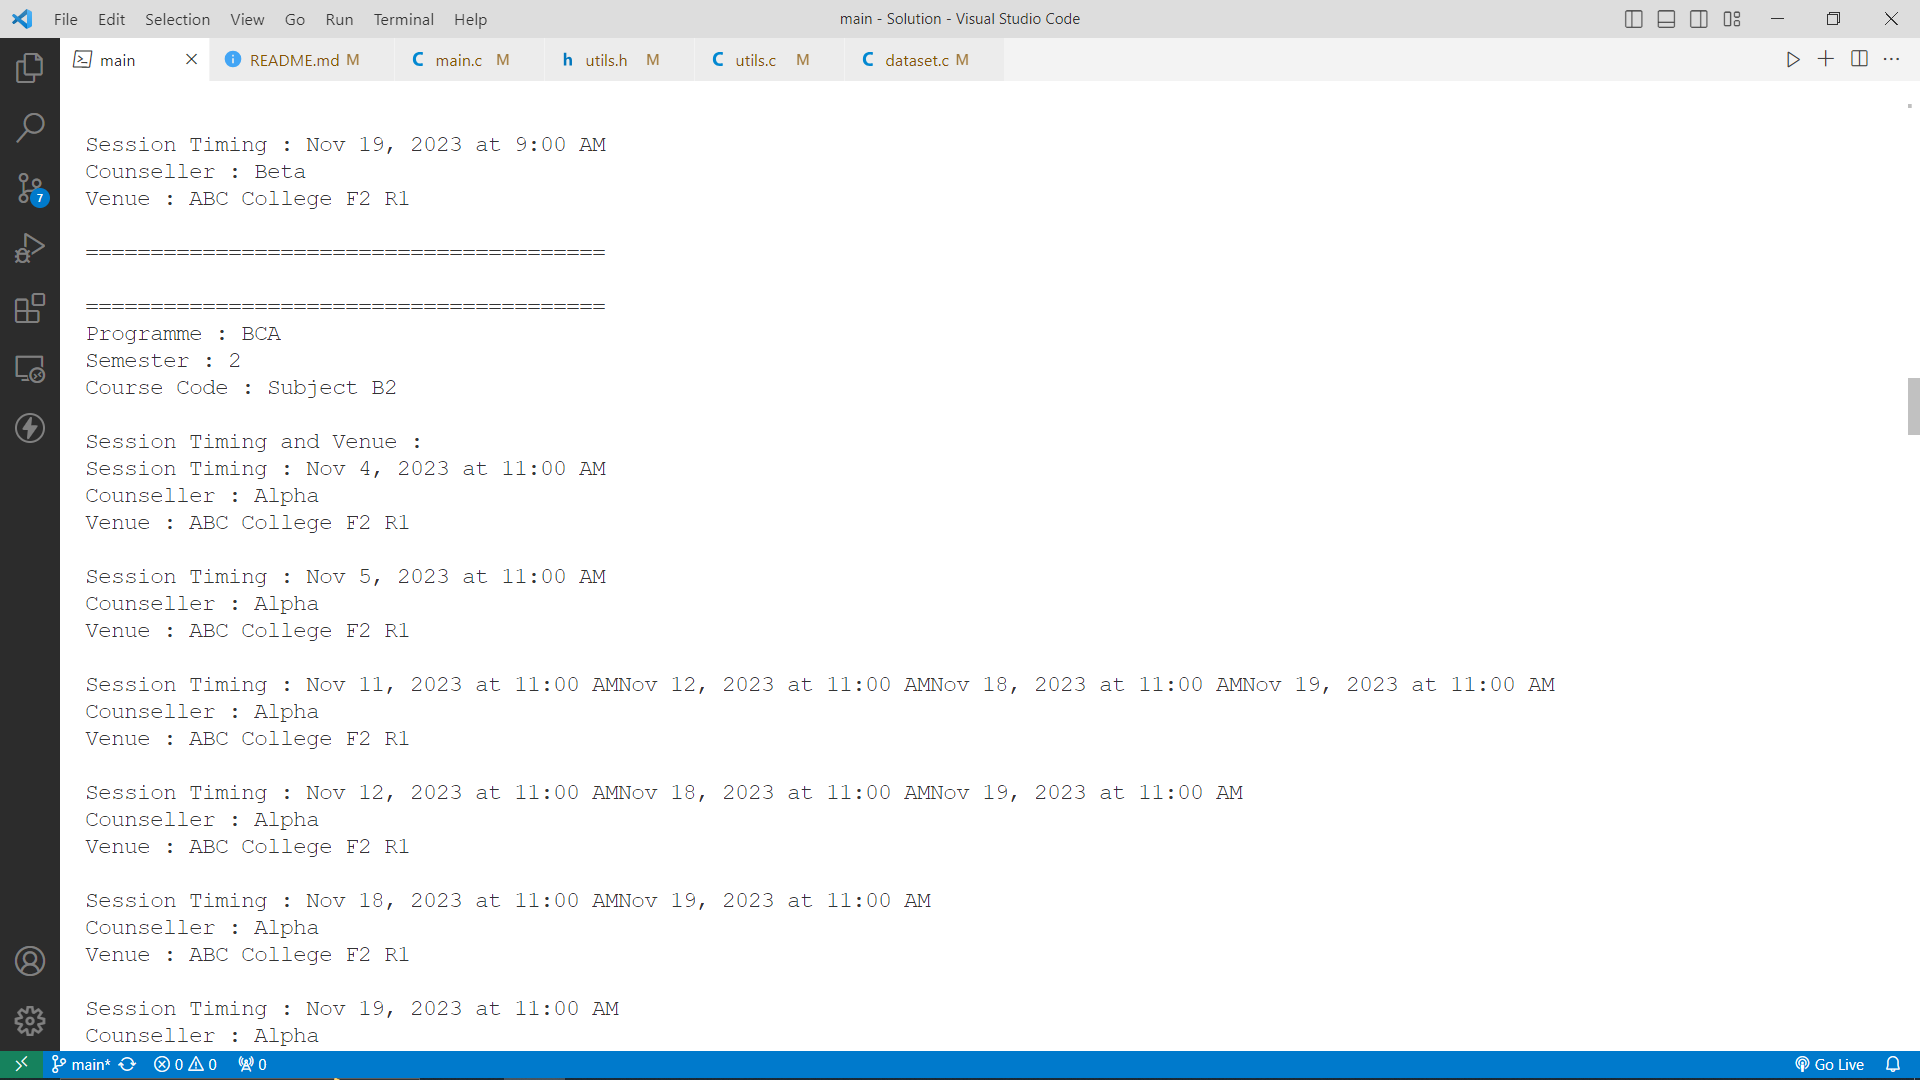 File Edit Selection View Go Run Terminal Help
main - Solution - Visual Studio Code
main
README.md M
C main.c M
h utils.h M
C utils.c M
C dataset.c M
Session Timing : Nov 19, 2023 at 9:00 AM
Counseller : Beta
Venue : ABC College F2 R1
========================================
========================================
Programme : BCA
Semester : 2
Course Code : Subject B2
Session Timing and Venue :
Session Timing : Nov 4, 2023 at 11:00 AM
Counseller : Alpha
Venue : ABC College F2 R1
Session Timing : Nov 5, 2023 at 11:00 AM
Counseller : Alpha
Venue : ABC College F2 R1
Session Timing : Nov 11, 2023 at 11:00 AMNov 12, 2023 at 11:00 AMNov 18, 2023 at 11:00 AMNov 19, 2023 at 11:00 AM
Counseller : Alpha
Venue : ABC College F2 R1
Session Timing : Nov 12, 2023 at 11:00 AMNov 18, 2023 at 11:00 AMNov 19, 2023 at 11:00 AM
Counseller : Alpha
Venue : ABC College F2 R1
Session Timing : Nov 18, 2023 at 11:00 AMNov 19, 2023 at 11:00 AM
Counseller : Alpha
Venue : ABC College F2 R1
Session Timing : Nov 19, 2023 at 11:00 AM
Counseller : Alpha
7
main* 0 0 0
Go Live